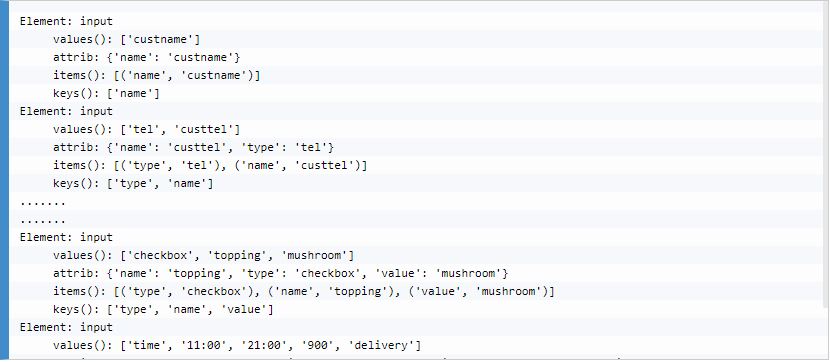 Element: input
values(): ['custname']
attrib: {'name': 'custname'}
items(): [('name', 'custname')]
keys(): ['name']
Element: input
values(): ['tel', 'custtel']
attrib: {'name': 'custtel', 'type': 'tel'}
items(): [('type', 'tel'), ('name', 'custtel')]
keys(): ['type', 'name']
.......
.......
Element: input
values(): ['checkbox', 'topping', 'mushroom']
attrib: {'name': 'topping', 'type': 'checkbox', 'value': 'mushroom'}
items(): [('type', 'checkbox'), ('name', 'topping'), ('value', 'mushroom')]
keys(): ['type', 'name', 'value']
Element: input
values(): ['time', '11:00', '21:00', '900', 'delivery']